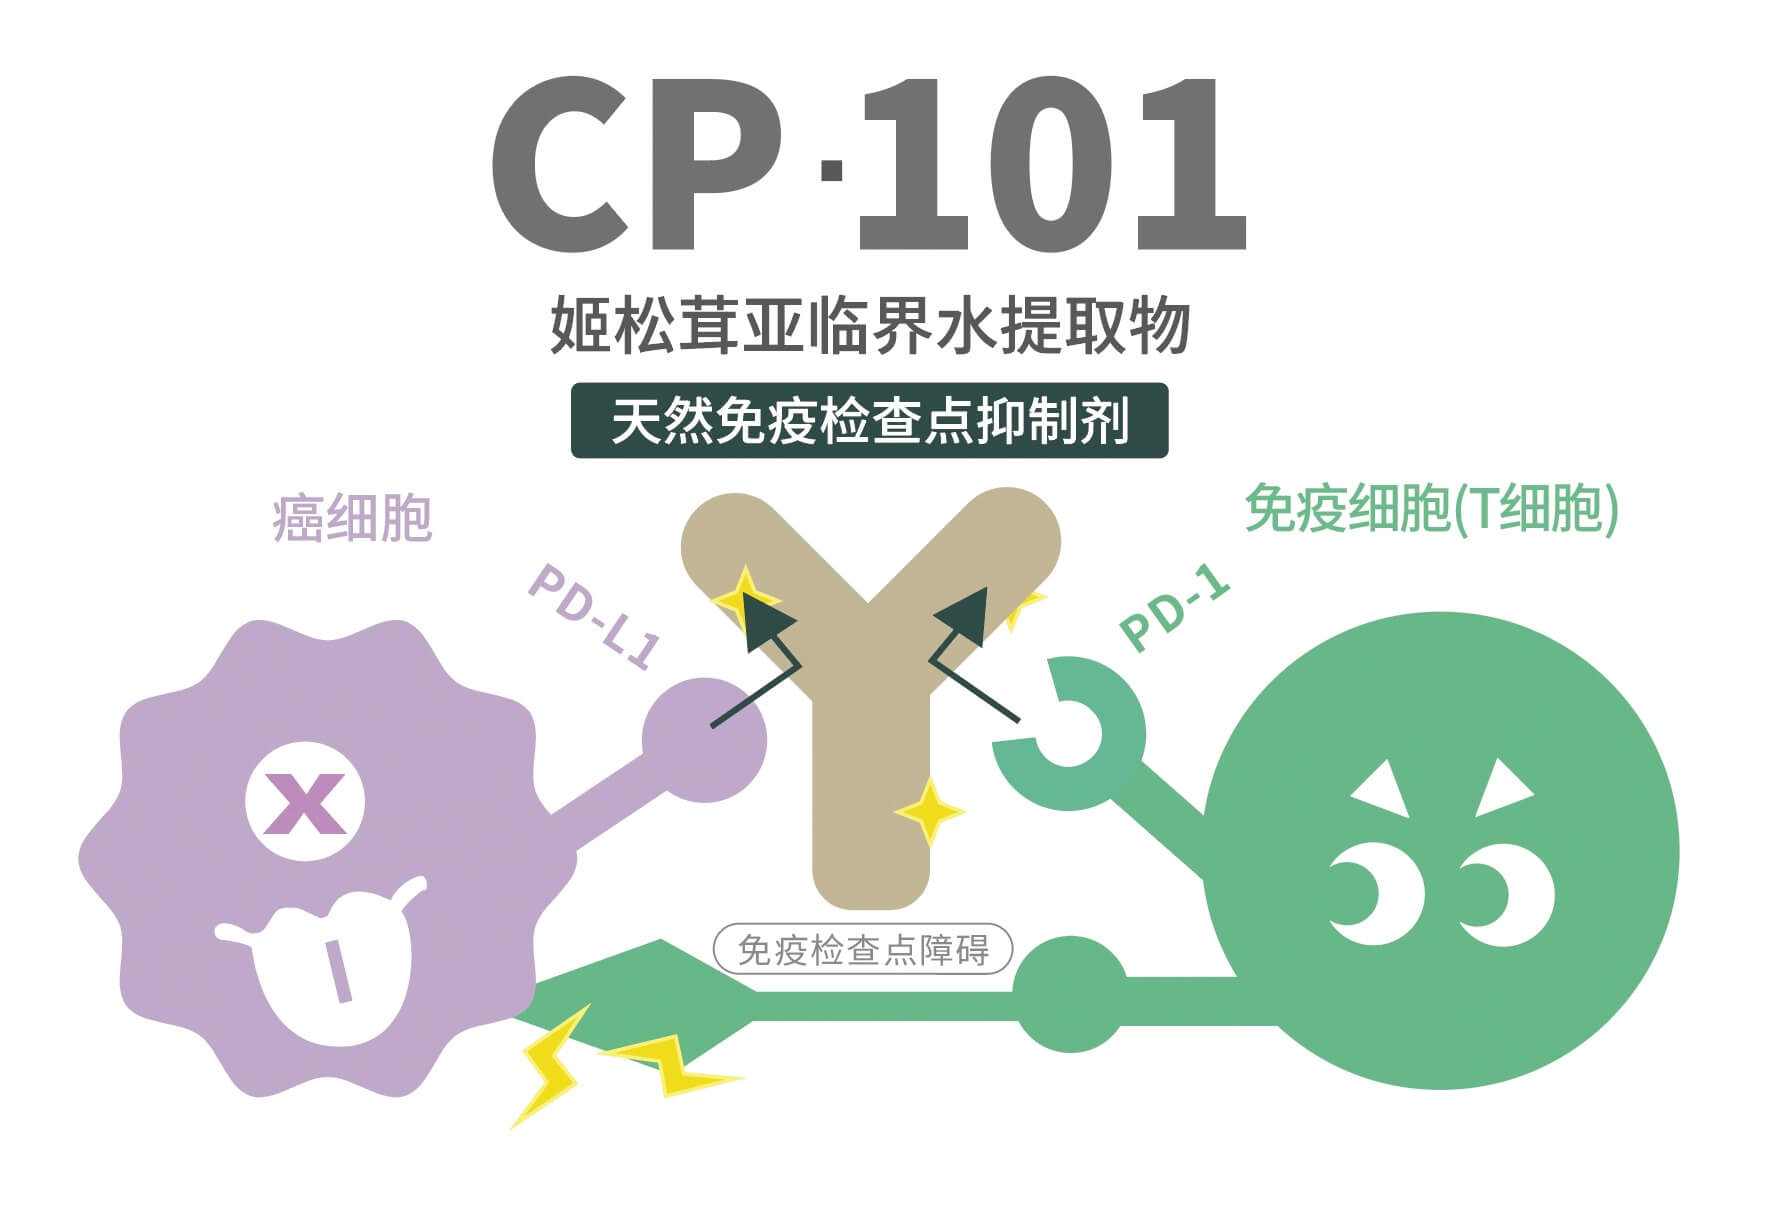 CP·101
姬松茸亚临界水提取物
天然免疫检查点抑制剂
癌细胞
免疫细胞(T细胞)
PD-L1
PD-1
X
免疫检查点障碍